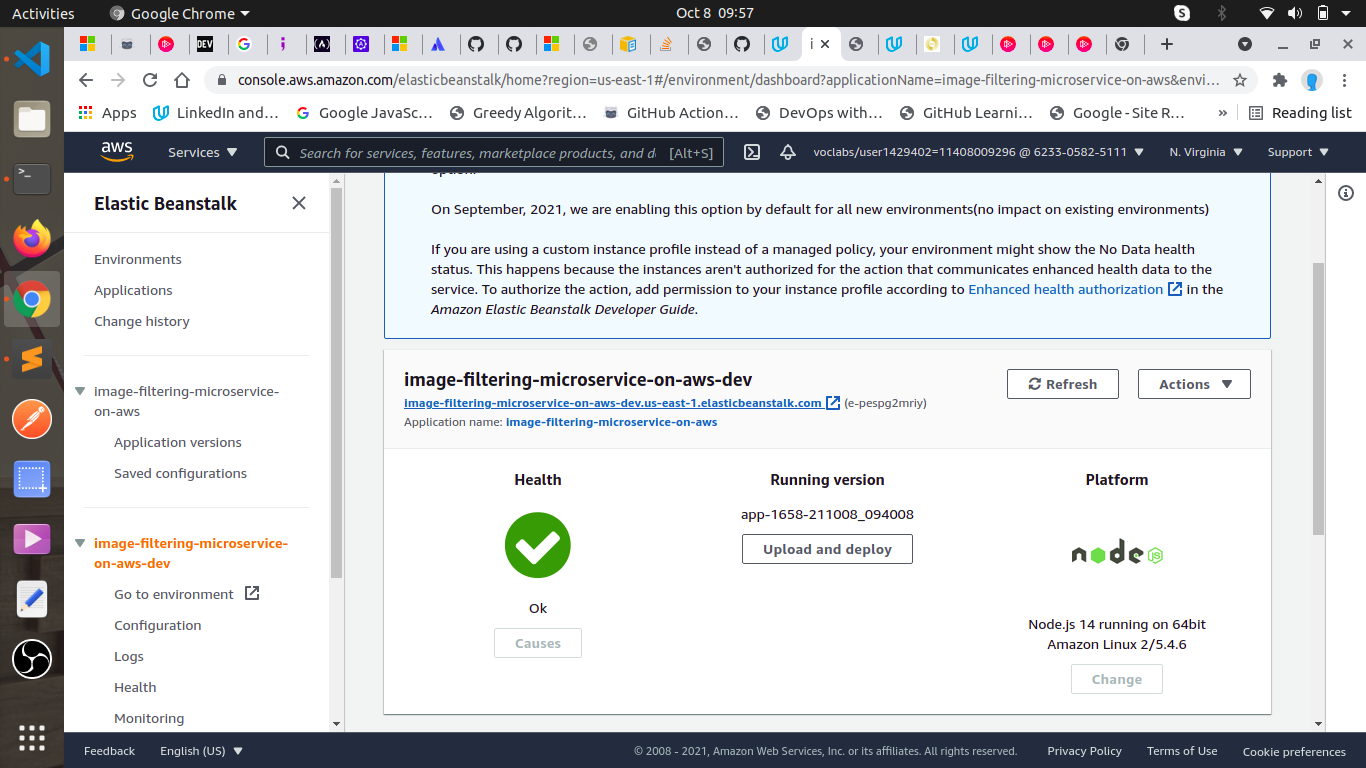 Activities
Google Chrome
Oct 8 09:57
S
DEV
i
console.aws.amazon.com/elasticbeanstalk/home?region=us-east-1#/environment/dashboard?applicationName=image-filtering-microservice-on-aws&envi...
Apps
LinkedIn and...
Google JavaSc...
Greedy Algorit...
GitHub Action...
DevOps with...
GitHub Learni...
Google - Site R...
»
Reading list
aws
Services
Search for services, features, marketplace products, and d
[Alt+S]
voclabs/user1429402=11408009296 @ 6233-0582-5111
N. Virginia
Support
Elastic Beanstalk
Environments
Applications
Change history
image-filtering-microservice-
on-aws
Application versions
Saved configurations
image-filtering-microservice-
on-aws-dev
Go to environment
Configuration
Logs
Health
Monitoring
option.
On September, 2021, we are enabling this option by default for all new environments(no impact on existing environments)
If you are using a custom instance profile instead of a managed policy, your environment might show the No Data health
status. This happens because the instances aren't authorized for the action that communicates enhanced health data to the
service. To authorize the action, add permission to your instance profile according to Enhanced health authorization in the
Amazon Elastic Beanstalk Developer Guide.
image-filtering-microservice-on-aws-dev
image-filtering-microservice-on-aws-dev.us-east-1.elasticbeanstalk.com (e-pespg2mriy)
Application name: image-filtering-microservice-on-aws
Refresh
Actions
Health
Ok
Causes
Running version
app-1658-211008_094008
Upload and deploy
Platform
node
JS
Node.js 14 running on 64bit
Amazon Linux 2/5.4.6
Change
Feedback
English (US)
© 2008 - 2021, Amazon Web Services, Inc. or its affiliates. All rights reserved.
Privacy Policy
Terms of Use
Cookie preferences